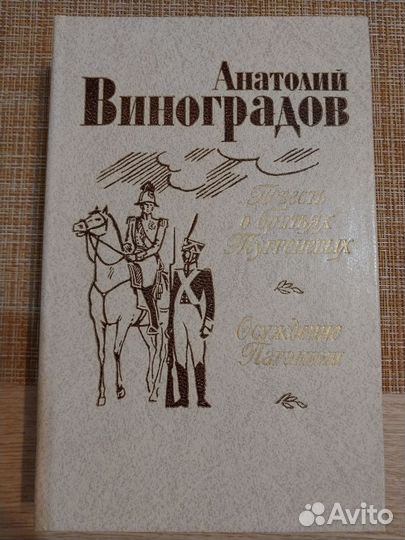 Анатолий
Виноградов
Повесть
о братьях
Тургеневых
Осуждение
Паганини
Avito